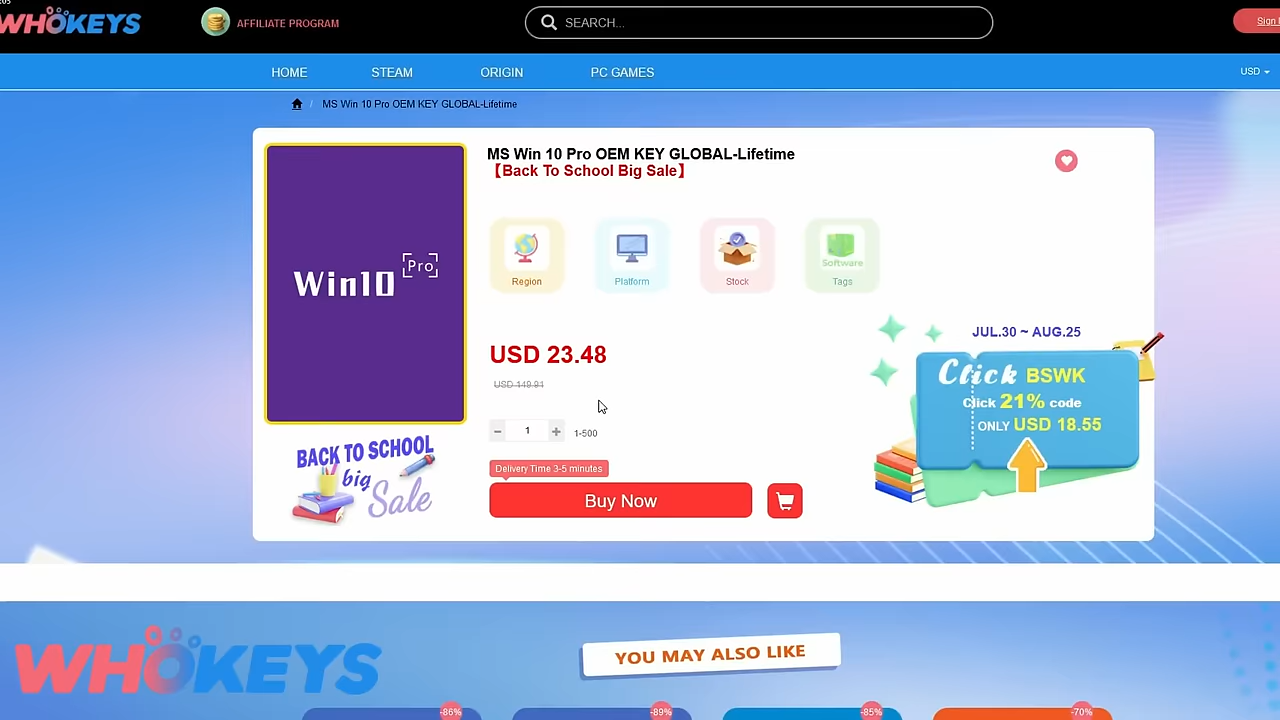 WHOKEYS
AFFILIATE PROGRAM
SEARCH...
HOME
STEAM
ORIGIN
PC GAMES
USD
/ MS Win 10 Pro OEM KEY GLOBAL-Lifetime
Win10 [Pro]
BACK TO SCHOOL
big
Sale
MS Win 10 Pro OEM KEY GLOBAL-Lifetime
【Back To School Big Sale】
Region
Platform
Stock
Software
Tags
USD 23.48
USD 149.91
- 1 +
1-500
Delivery Time 3-5 minutes
Buy Now
JUL.30 ~ AUG.25
Click BSWK
Click 21% code
ONLY USD 18.55
WHOKEYS
YOU MAY ALSO LIKE
-86%
-89%
-85%
-70%